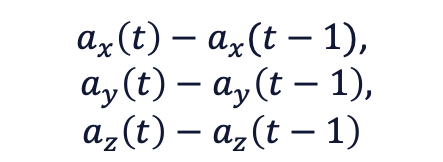 aₓ(t) − aₓ(t − 1),
a_y(t) − a_y(t − 1),
a_z(t) − a_z(t − 1)